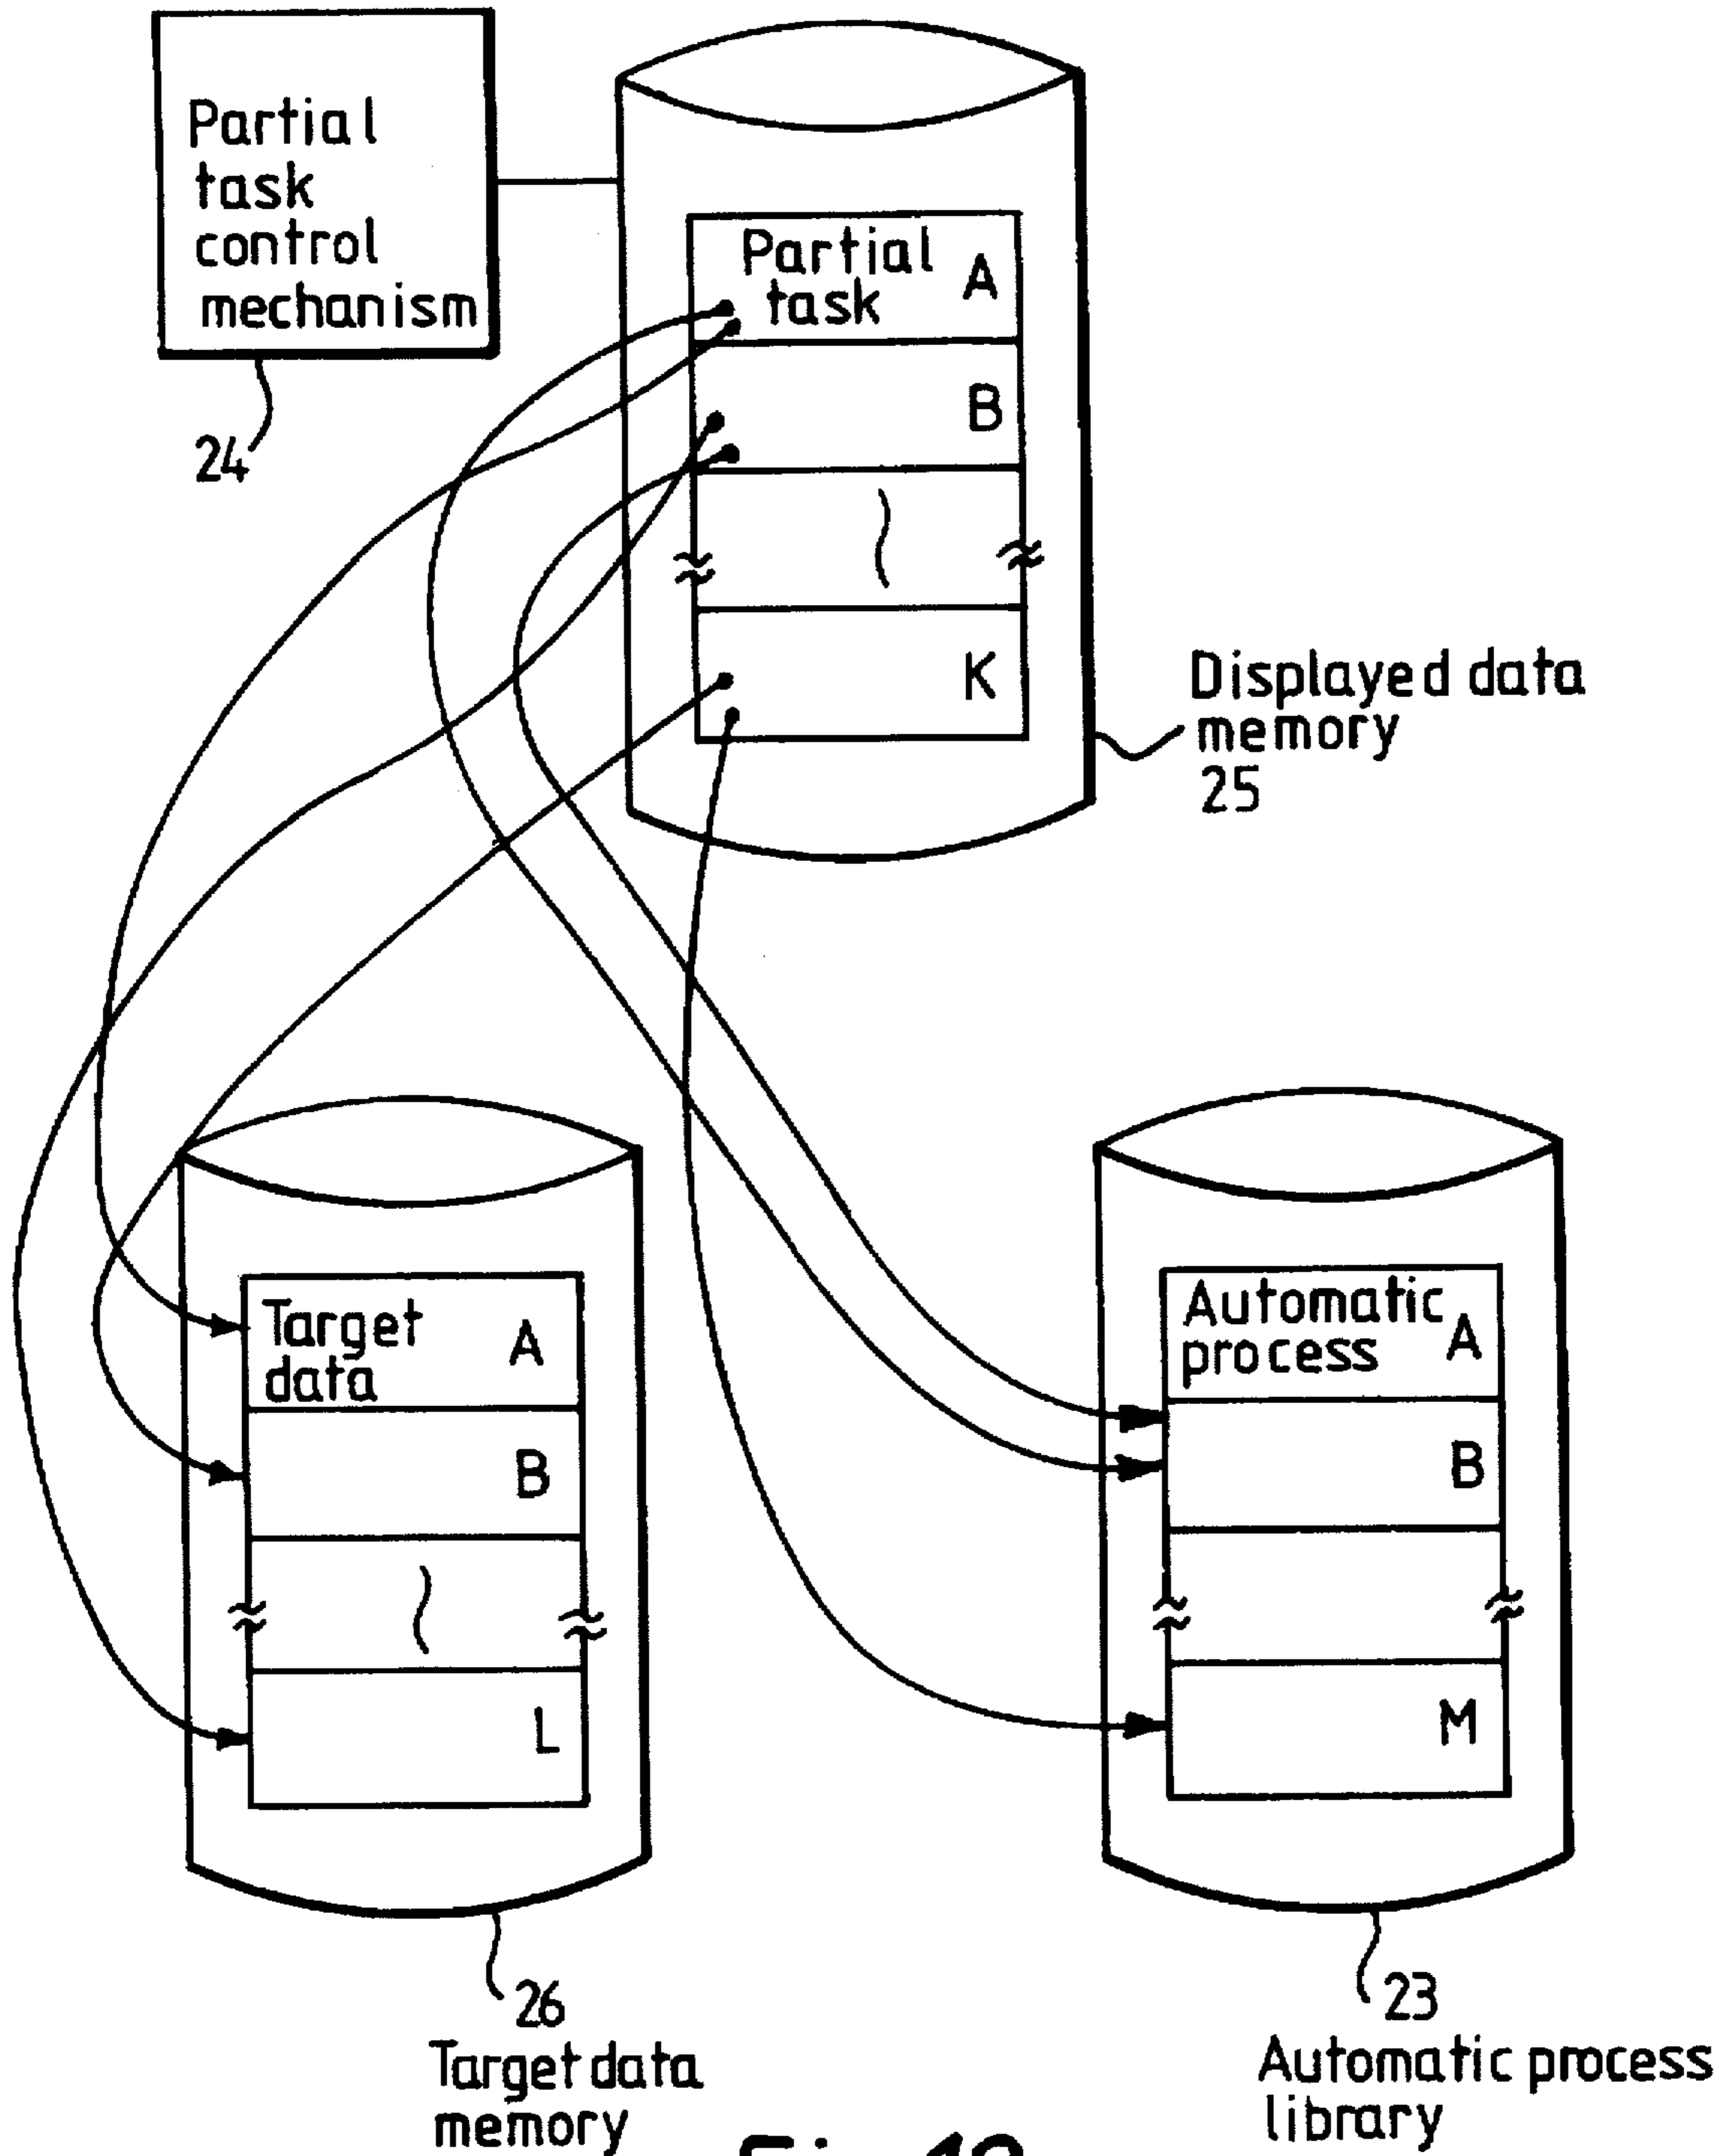 Partial
task
control
mechanism
24
Partial
task
A
B
K
Displayed data
memory
25
Target
data
A
B
L
Automatic
process
A
B
M
26
Target data
memory
23
Automatic process
library